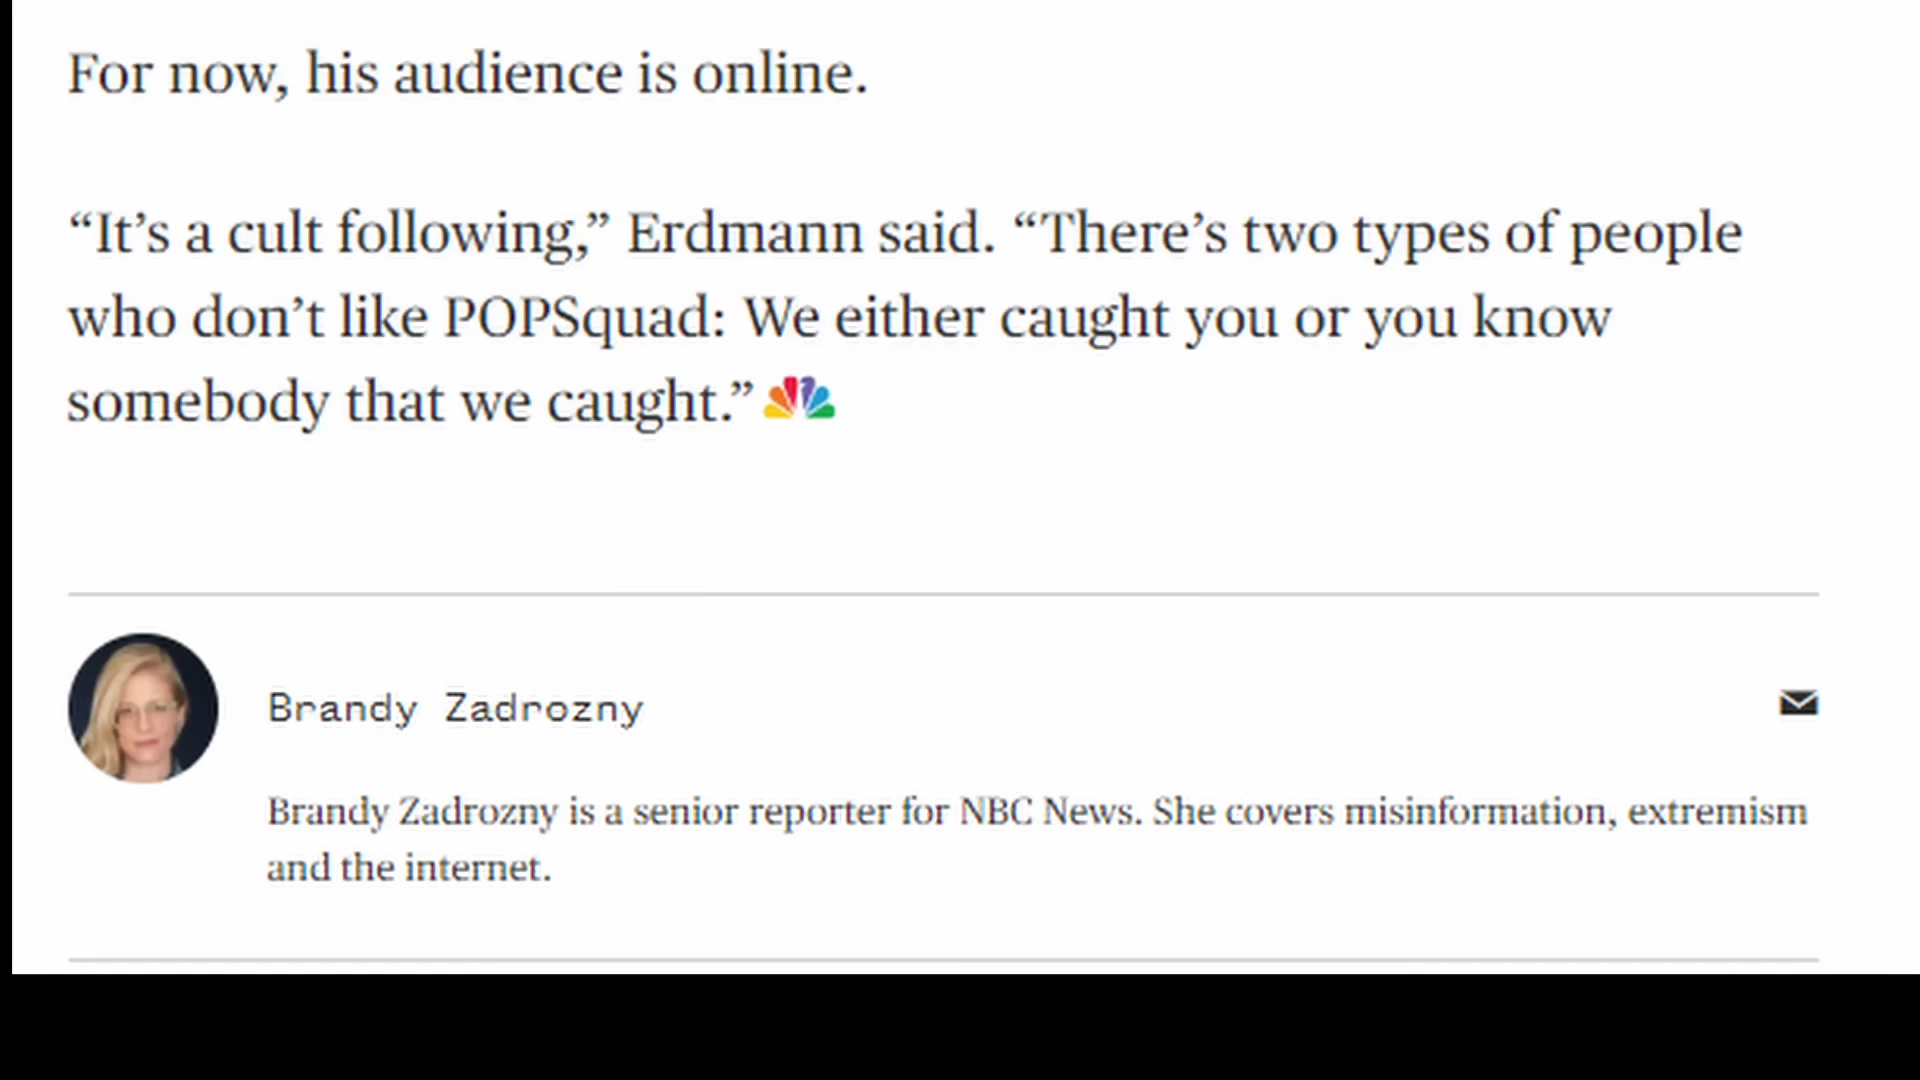 For now, his audience is online.
“It’s a cult following,” Erdmann said. “There’s two types of people
who don’t like POPSquad: We either caught you or you know
somebody that we caught.”
Brandy Zadrozny
Brandy Zadrozny is a senior reporter for NBC News. She covers misinformation, extremism
and the internet.